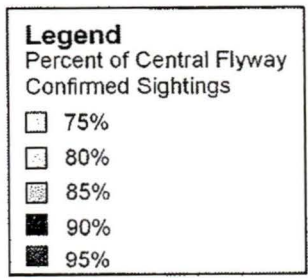 Legend
Percent of Central Flyway
Confirmed Sightings
75%
80%
85%
90%
95%